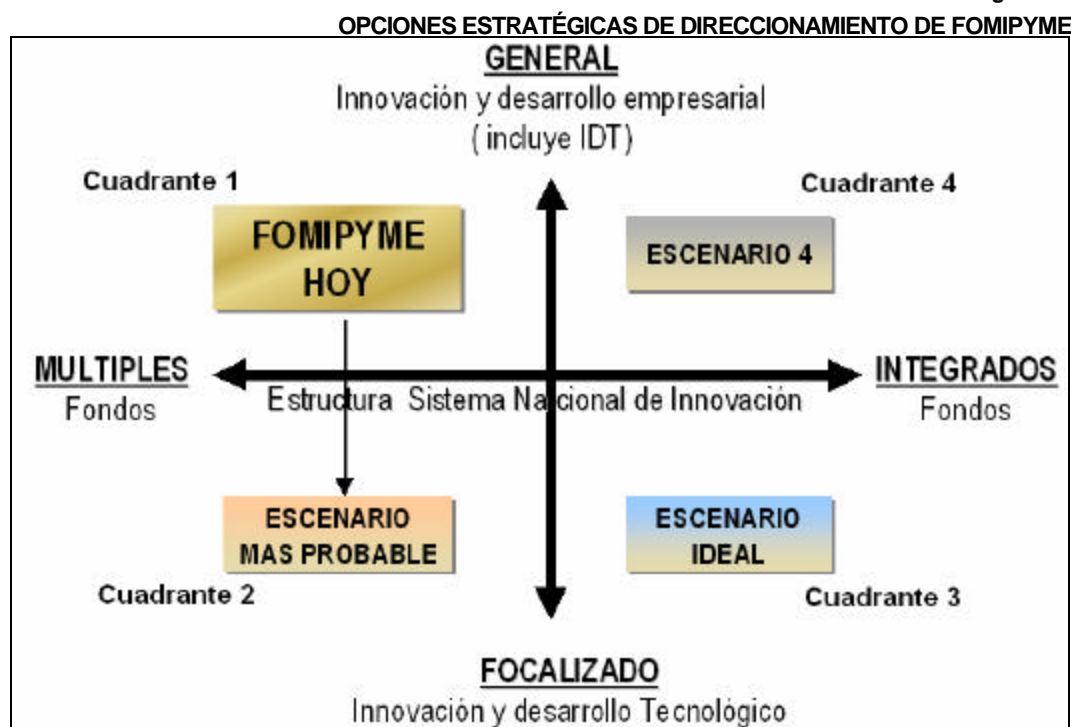 OPCIONES ESTRATÉGICAS DE DIRECCIONAMIENTO DE FOMIPYME
GENERAL
Innovación y desarrollo empresarial
( incluye IDT)
Cuadrante 1
Cuadrante 4
FOMIPYME
HOY
ESCENARIO 4
MULTIPLES
Fondos
Estructura Sistema Nacional de Innovación
INTEGRADOS
Fondos
ESCENARIO
MAS PROBABLE
ESCENARIO
IDEAL
Cuadrante 2
Cuadrante 3
FOCALIZADO
Innovación y desarrollo Tecnológico